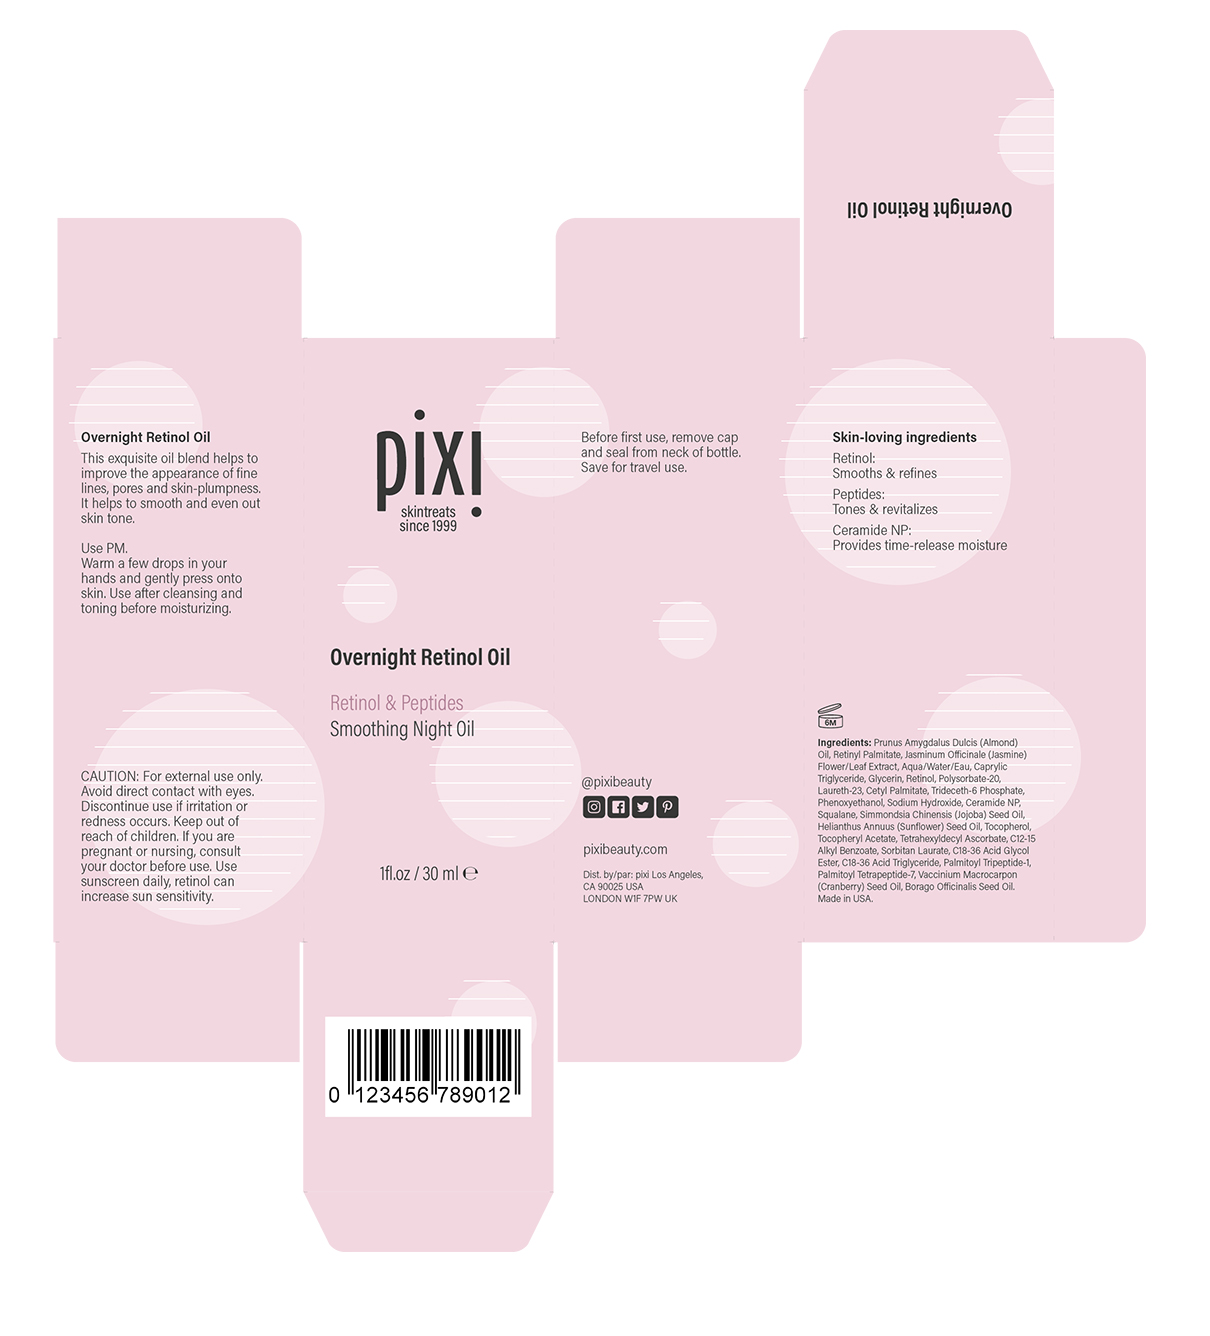 Overnight Retinol Oil
Overnight Retinol Oil
This exquisite oil blend helps to
improve the appearance of fine
lines, pores and skin-plumpness.
It helps to smooth and even out
skin tone.
Use PM.
Warm a few drops in your
hands and gently press onto
skin. Use after cleansing and
toning before moisturizing.
CAUTION: For external use only.
Avoid direct contact with eyes.
Discontinue use if irritation or
redness occurs. Keep out of
reach of children. If you are
pregnant or nursing, consult
your doctor before use. Use
sunscreen daily, retinol can
increase sun sensitivity.
pixi
skintreats
since 1999
Overnight Retinol Oil
Retinol & Peptides
Smoothing Night Oil
1fl.oz / 30 ml ℮
Before first use, remove cap
and seal from neck of bottle.
Save for travel use.
@pixibeauty
pixibeauty.com
Dist. by/par: pixi Los Angeles,
CA 90025 USA
LONDON W1F 7PW UK
Skin-loving ingredients
Retinol:
Smooths & refines
Peptides:
Tones & revitalizes
Ceramide NP:
Provides time-release moisture
6M
Ingredients: Prunus Amygdalus Dulcis (Almond)
Oil, Retinyl Palmitate, Jasminum Officinale (Jasmine)
Flower/Leaf Extract, Aqua/Water/Eau, Caprylic
Triglyceride, Glycerin, Retinol, Polysorbate-20,
Laureth-23, Cetyl Palmitate, Trideceth-6 Phosphate,
Phenoxyethanol, Sodium Hydroxide, Ceramide NP,
Squalane, Simmondsia Chinensis (Jojoba) Seed Oil,
Helianthus Annuus (Sunflower) Seed Oil, Tocopherol,
Tocopheryl Acetate, Tetrahexyldecyl Ascorbate, C12-15
Alkyl Benzoate, Sorbitan Laurate, C18-36 Acid Glycol
Ester, C18-36 Acid Triglyceride, Palmitoyl Tripeptide-1,
Palmitoyl Tetrapeptide-7, Vaccinium Macrocarpon
(Cranberry) Seed Oil, Borago Officinalis Seed Oil.
Made in USA.
0 123456 789012